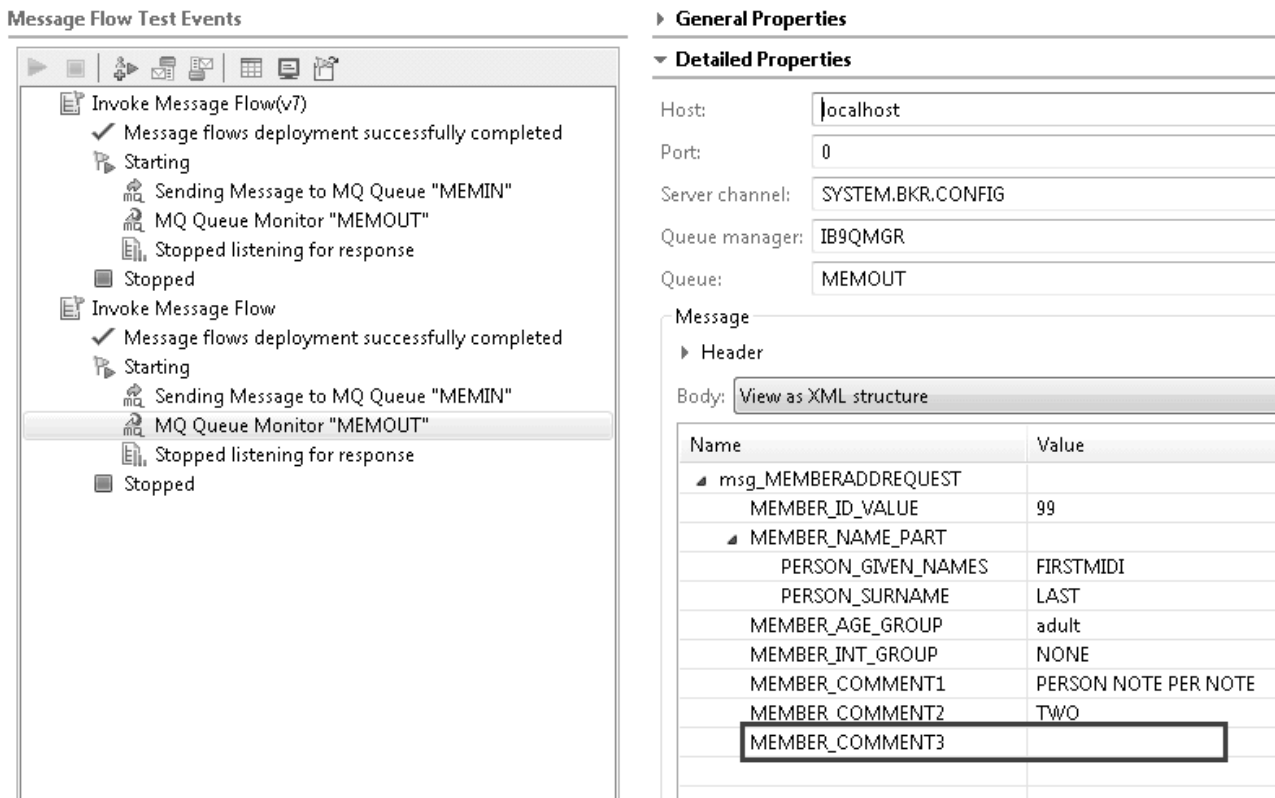 Message Flow Test Events
Invoke Message Flow(v7)
Message flows deployment successfully completed
Starting
Sending Message to MQ Queue "MEMIN"
MQ Queue Monitor "MEMOUT"
Stopped listening for response
Stopped
Invoke Message Flow
Message flows deployment successfully completed
Starting
Sending Message to MQ Queue "MEMIN"
MQ Queue Monitor "MEMOUT"
Stopped listening for response
Stopped
General Properties
Detailed Properties
Host: localhost
Port: 0
Server channel: SYSTEM.BKR.CONFIG
Queue manager: IB9QMGR
Queue: MEMOUT
Message
Header
Body: View as XML structure
Name Value
msg_MEMBERADDREQUEST
MEMBER_ID_VALUE 99
MEMBER_NAME_PART
PERSON_GIVEN_NAMES FIRSTMIDI
PERSON_SURNAME LAST
MEMBER_AGE_GROUP adult
MEMBER_INT_GROUP NONE
MEMBER_COMMENT1 PERSON NOTE PER NOTE
MEMBER_COMMENT2 TWO
MEMBER_COMMENT3